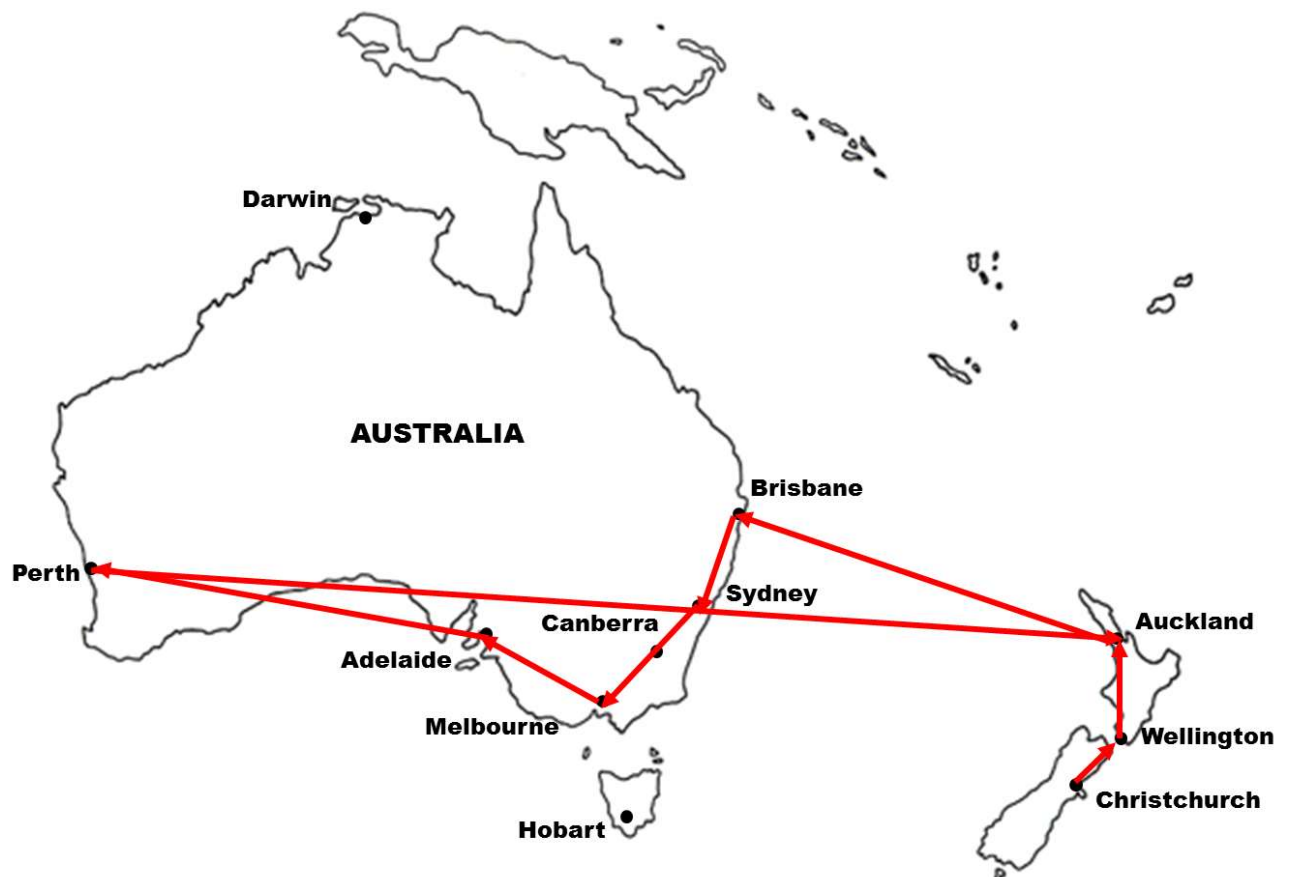 Darwin
AUSTRALIA
Brisbane
Perth
Sydney
Canberra
Auckland
Adelaide
Melbourne
Wellington
Christchurch
Hobart